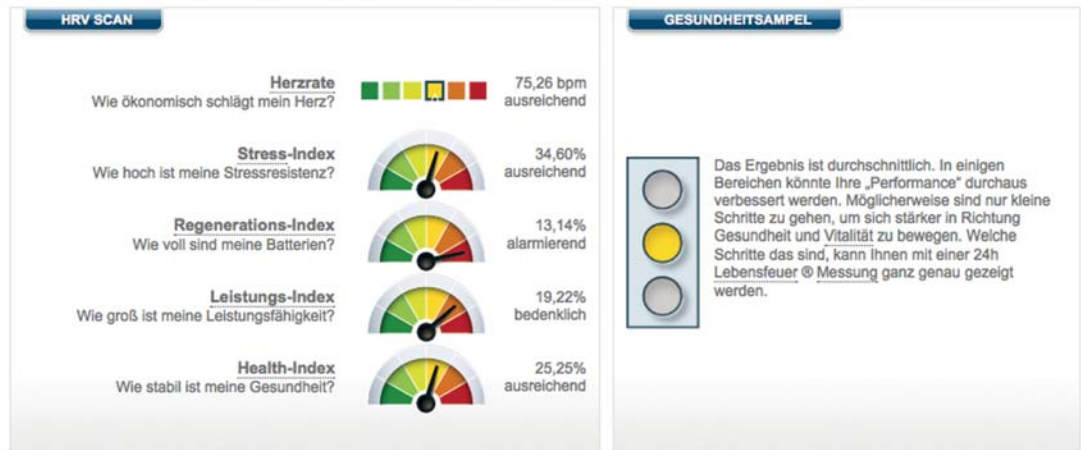 HRV SCAN
Herzrate
Wie ökonomisch schlägt mein Herz?
75,26 bpm
ausreichend
Stress-Index
Wie hoch ist meine Stressresistenz?
34,60%
ausreichend
Regenerations-Index
Wie voll sind meine Batterien?
13,14%
alarmierend
Leistungs-Index
Wie groß ist meine Leistungsfähigkeit?
19,22%
bedenklich
Health-Index
Wie stabil ist meine Gesundheit?
25,25%
ausreichend
GESUNDHEITSAMPEL
Das Ergebnis ist durchschnittlich. In einigen
Bereichen könnte Ihre „Performance“ durchaus
verbessert werden. Möglicherweise sind nur kleine
Schritte zu gehen, um sich stärker in Richtung
Gesundheit und Vitalität zu bewegen. Welche
Schritte das sind, kann Ihnen mit einer 24h
Lebensfeuer ® Messung ganz genau gezeigt
werden.